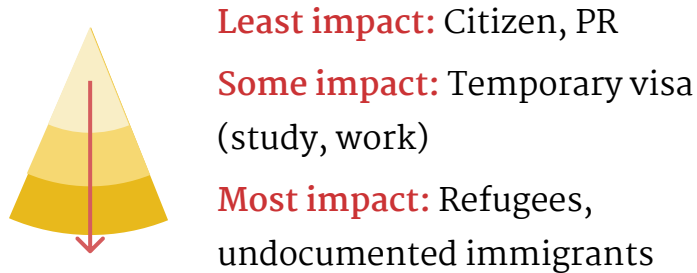 Least impact: Citizen, PR
Some impact: Temporary visa
(study, work)
Most impact: Refugees,
undocumented immigrants